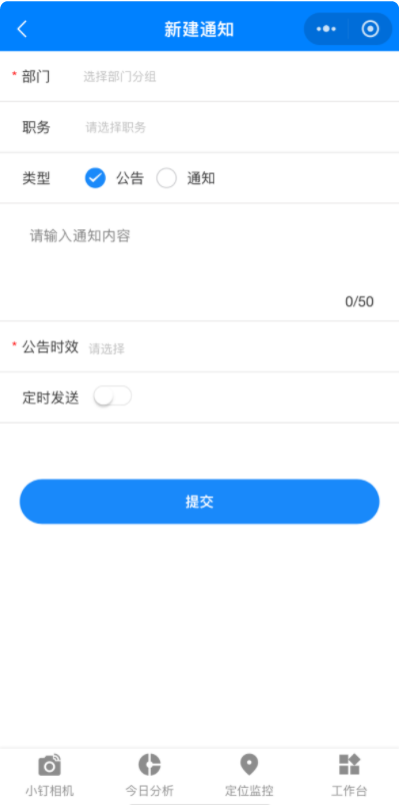 新建通知
* 部门 选择部门分组
职务 请选择职务
类型 公告 通知
请输入通知内容
0/50
* 公告时效 请选择
定时发送
提交
小钉相机 今日分析 定位监控 工作台